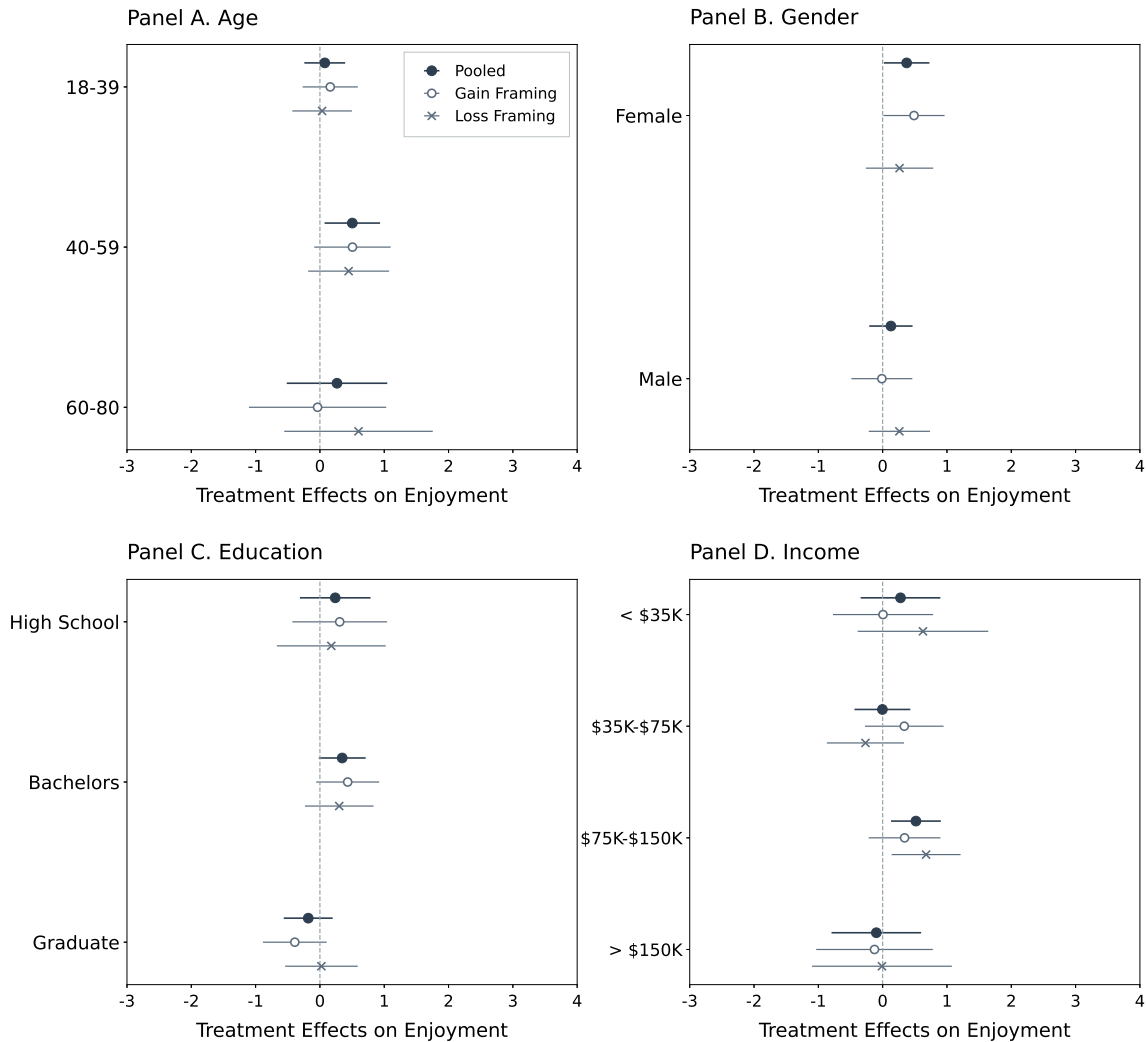 Panel A. Age
Pooled
Gain Framing
Loss Framing
18-39
40-59
60-80
-3 -2 -1 0 1 2 3 4
Treatment Effects on Enjoyment
Panel B. Gender
Female
Male
-3 -2 -1 0 1 2 3 4
Treatment Effects on Enjoyment
Panel C. Education
High School
Bachelors
Graduate
-3 -2 -1 0 1 2 3 4
Treatment Effects on Enjoyment
Panel D. Income
< $35K
$35K-$75K
$75K-$150K
> $150K
-3 -2 -1 0 1 2 3 4
Treatment Effects on Enjoyment